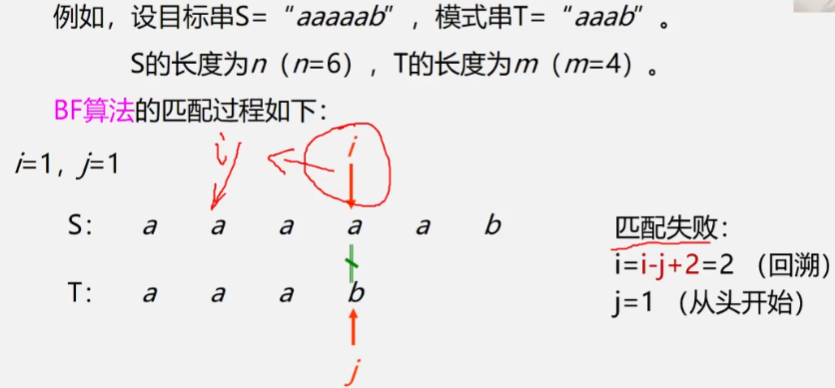 例如，设目标串S=“aaaaab”，模式串T=“aaab”。
S的长度为n（n=6），T的长度为m（m=4）。
BF算法的匹配过程如下：
i=1，j=1
i
i
S： a a a a a b
T： a a a b
j
匹配失败：
i=i-j+2=2 （回溯）
j=1 （从头开始）